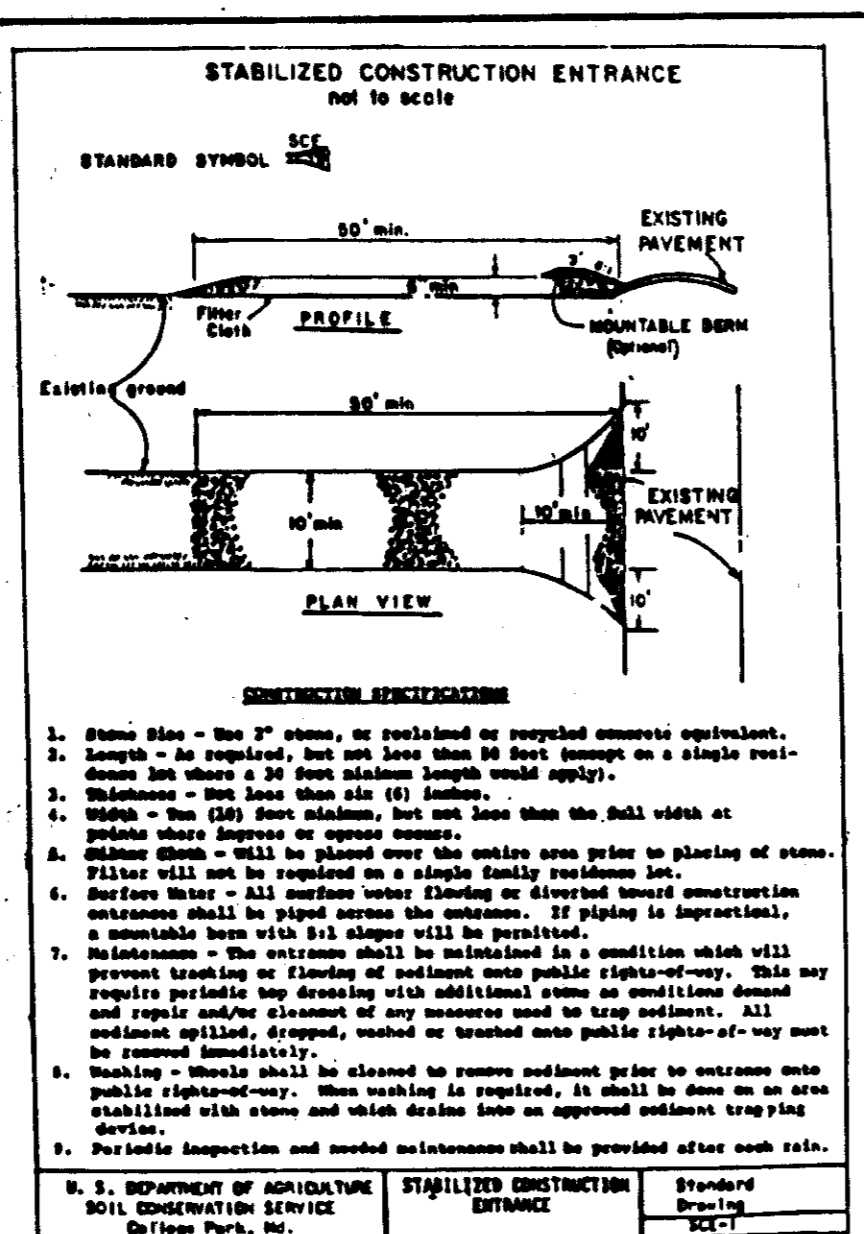 STABILIZED CONSTRUCTION ENTRANCE
not to scale
STANDARD SYMBOL SCE
50' min.
EXISTING
PAVEMENT
6" min
Filter
Cloth
PROFILE
MOUNTABLE BERM
(Optional)
Existing ground
50' min
10'
10' min
10' min
EXISTING
PAVEMENT
10'
PLAN VIEW
CONSTRUCTION SPECIFICATIONS
1. Stone Size - Use 2" stone, or reclaimed or recycled concrete equivalent.
2. Length - As required, but not less than 50 feet (except on a single resi-
dence lot where a 30 foot minimum length would apply).
3. Thickness - Not less than six (6) inches.
4. Width - Ten (10) foot minimum, but not less than the full width at
points where ingress or egress occurs.
5. Filter Cloth - Will be placed over the entire area prior to placing of stone.
Filter will not be required on a single family residence lot.
6. Surface Water - All surface water flowing or diverted toward construction
entrances shall be piped across the entrance. If piping is impractical,
a mountable berm with 5:1 slopes will be permitted.
7. Maintenance - The entrance shall be maintained in a condition which will
prevent tracking or flowing of sediment onto public rights-of-way. This may
require periodic top dressing with additional stone as conditions demand
and repair and/or cleanout of any measures used to trap sediment. All
sediment spilled, dropped, washed or tracked onto public rights-of-way must
be removed immediately.
8. Washing - Wheels shall be cleaned to remove sediment prior to entrance onto
public rights-of-way. When washing is required, it shall be done on an area
stabilized with stone and which drains into an approved sediment trapping
device.
9. Periodic inspection and needed maintenance shall be provided after each rain.
U. S. DEPARTMENT OF AGRICULTURE
SOIL CONSERVATION SERVICE
College Park, Md.
STABILIZED CONSTRUCTION
ENTRANCE
Standard
Drawing
SCE-1